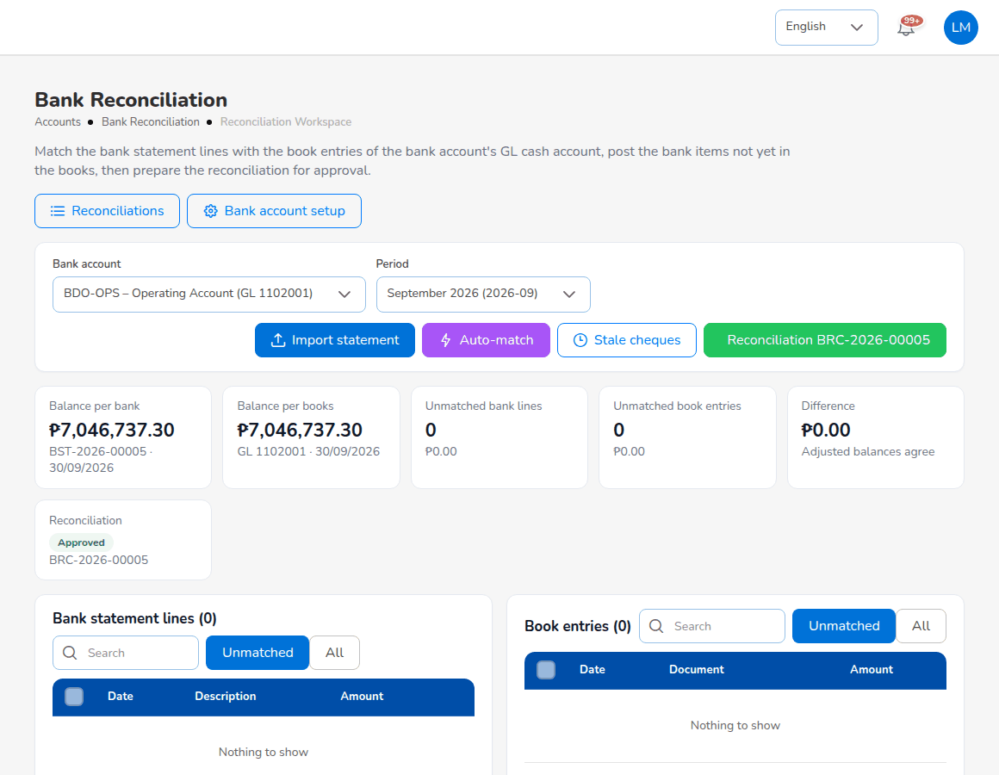 English
99+
LM
Bank Reconciliation
Accounts • Bank Reconciliation • Reconciliation Workspace
Match the bank statement lines with the book entries of the bank account's GL cash account, post the bank items not yet in
the books, then prepare the reconciliation for approval.
Reconciliations
Bank account setup
Bank account
BDO-OPS – Operating Account (GL 1102001)
Period
September 2026 (2026-09)
Import statement
Auto-match
Stale cheques
Reconciliation BRC-2026-00005
Balance per bank
₱7,046,737.30
BST-2026-00005 ·
30/09/2026
Balance per books
₱7,046,737.30
GL 1102001 · 30/09/2026
Unmatched bank lines
0
₱0.00
Unmatched book entries
0
₱0.00
Difference
₱0.00
Adjusted balances agree
Reconciliation
Approved
BRC-2026-00005
Bank statement lines (0)
Search
Unmatched
All
Date Description Amount
Nothing to show
Book entries (0)
Search
Unmatched
All
Date Document Amount
Nothing to show